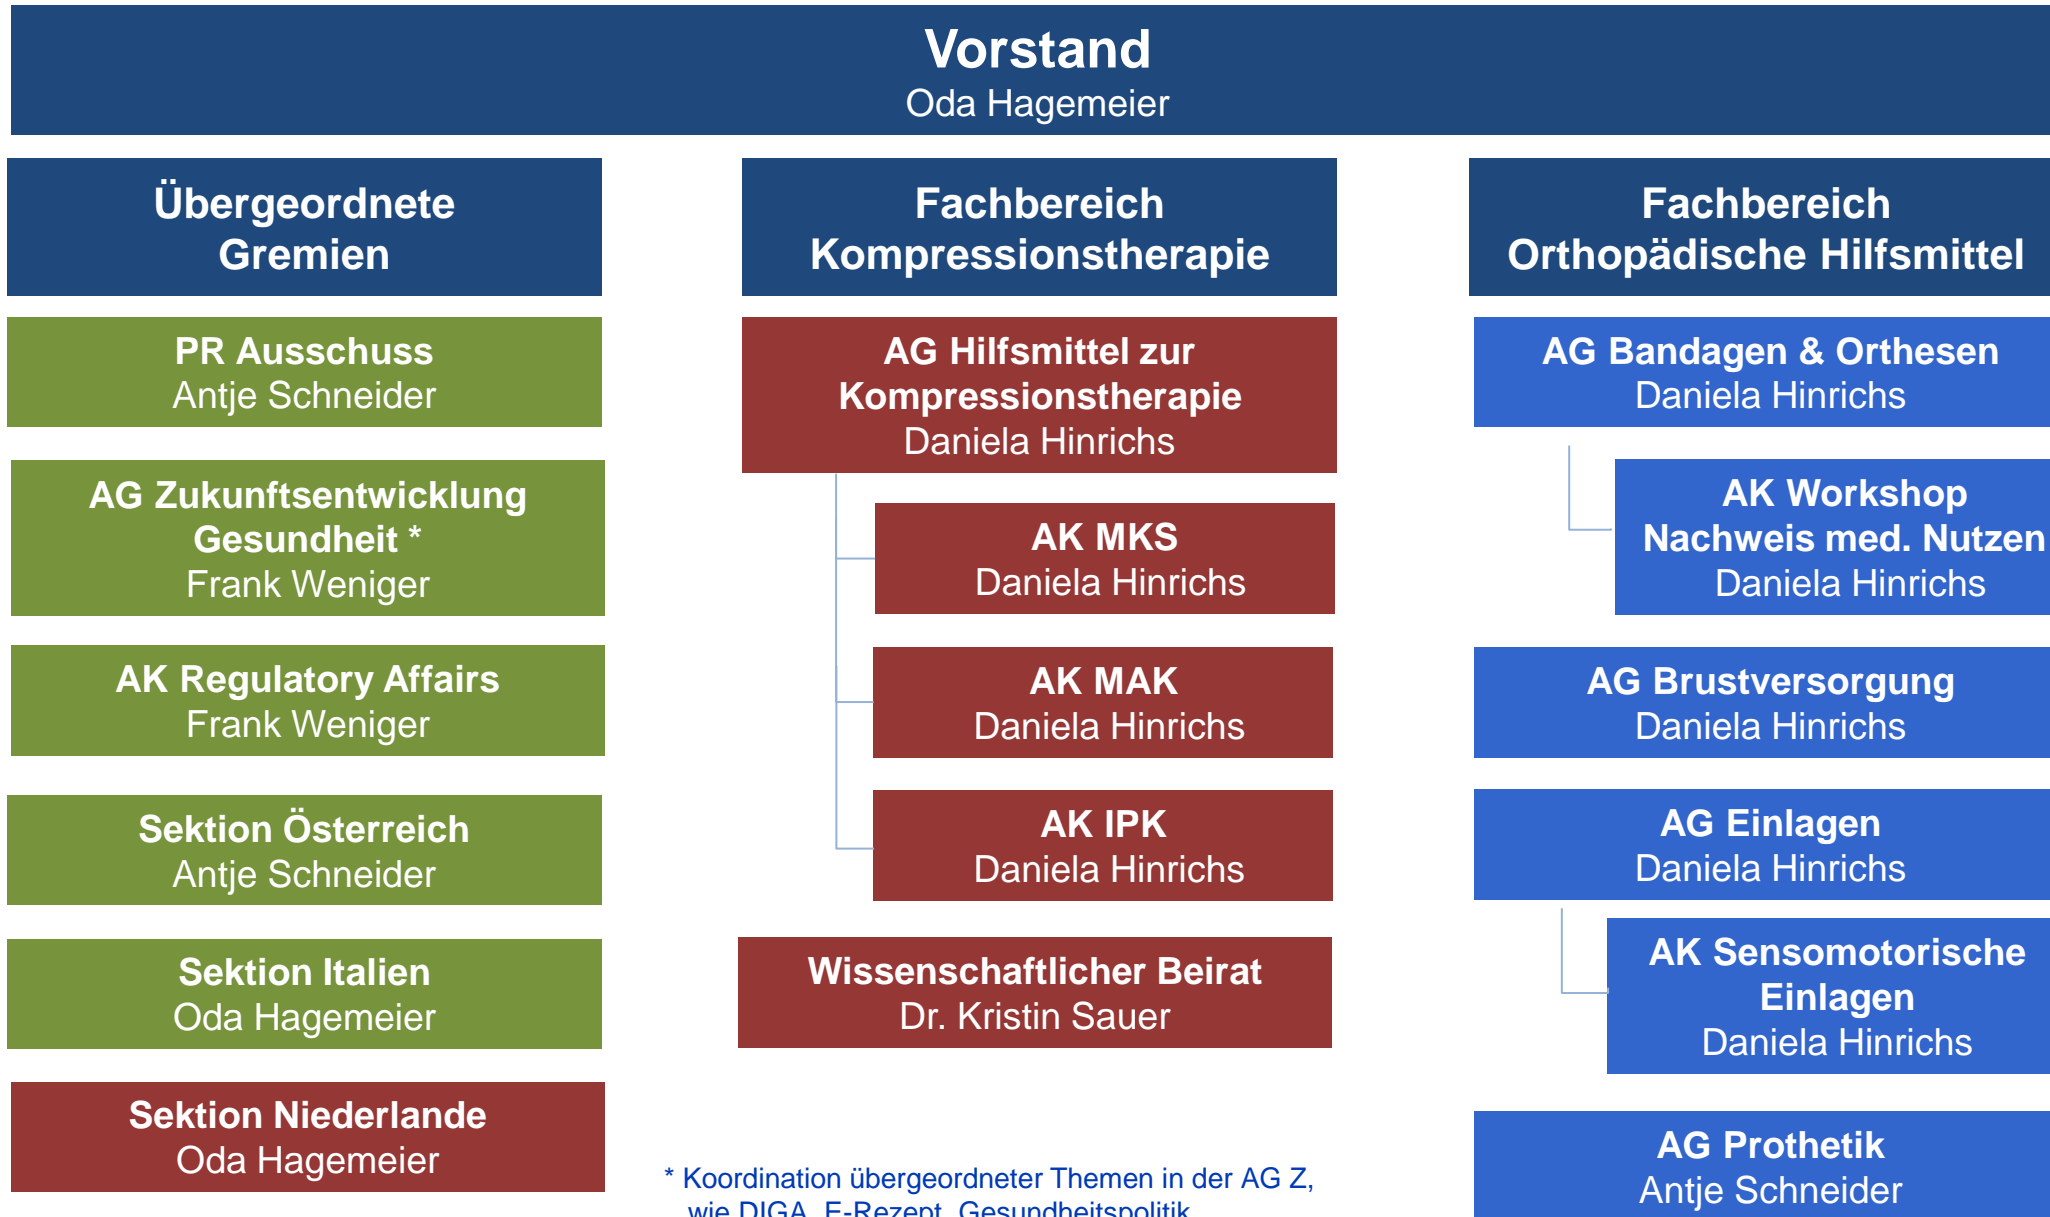 Vorstand
Oda Hagemeier
Übergeordnete
Gremien
PR Ausschuss
Antje Schneider
AG Zukunftsentwicklung
Gesundheit *
Frank Weniger
AK Regulatory Affairs
Frank Weniger
Sektion Österreich
Antje Schneider
Sektion Italien
Oda Hagemeier
Sektion Niederlande
Oda Hagemeier
Fachbereich
Kompressionstherapie
AG Hilfsmittel zur
Kompressionstherapie
Daniela Hinrichs
AK MKS
Daniela Hinrichs
AK MAK
Daniela Hinrichs
AK IPK
Daniela Hinrichs
Wissenschaftlicher Beirat
Dr. Kristin Sauer
* Koordination übergeordneter Themen in der AG Z,
wie DIGA, E-Rezept, Gesundheitspolitik
Fachbereich
Orthopädische Hilfsmittel
AG Bandagen & Orthesen
Daniela Hinrichs
AK Workshop
Nachweis med. Nutzen
Daniela Hinrichs
AG Brustversorgung
Daniela Hinrichs
AG Einlagen
Daniela Hinrichs
AK Sensomotorische
Einlagen
Daniela Hinrichs
AG Prothetik
Antje Schneider